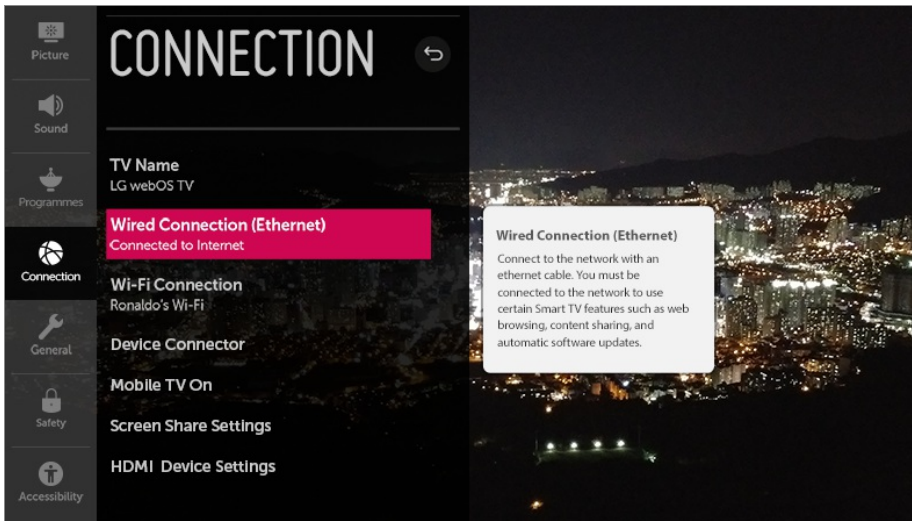 Picture
Sound
Programmes
Connection
General
Safety
Accessibility
CONNECTION
TV Name
LG webOS TV
Wired Connection (Ethernet)
Connected to Internet
Wi-Fi Connection
Ronaldo's Wi-Fi
Device Connector
Mobile TV On
Screen Share Settings
HDMI Device Settings
Wired Connection (Ethernet)
Connect to the network with an
ethernet cable. You must be
connected to the network to use
certain Smart TV features such as web
browsing, content sharing, and
automatic software updates.